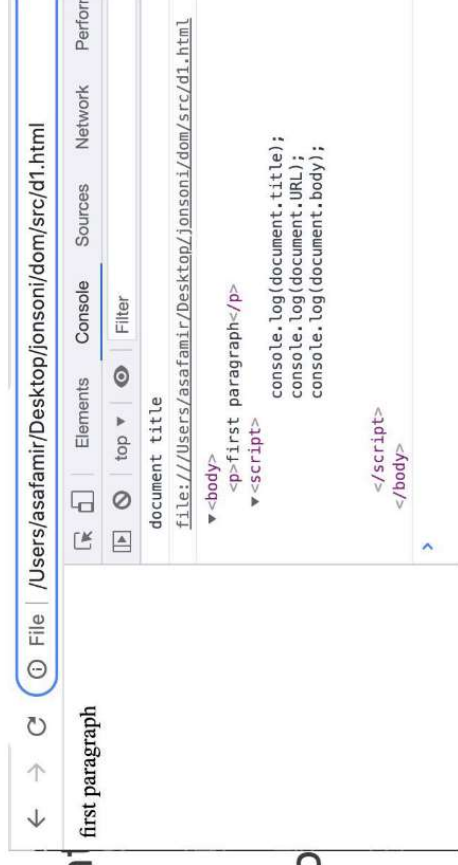 File /Users/asafamir/Desktop/jonsoni/dom/src/d1.html
first paragraph
Elements Console Sources Network Perform
top Filter
document title
file:///Users/asafamir/Desktop/jonsoni/dom/src/d1.html
<body>
<p>first paragraph</p>
<script>
console.log(document.title);
console.log(document.URL);
console.log(document.body);
</script>
</body>